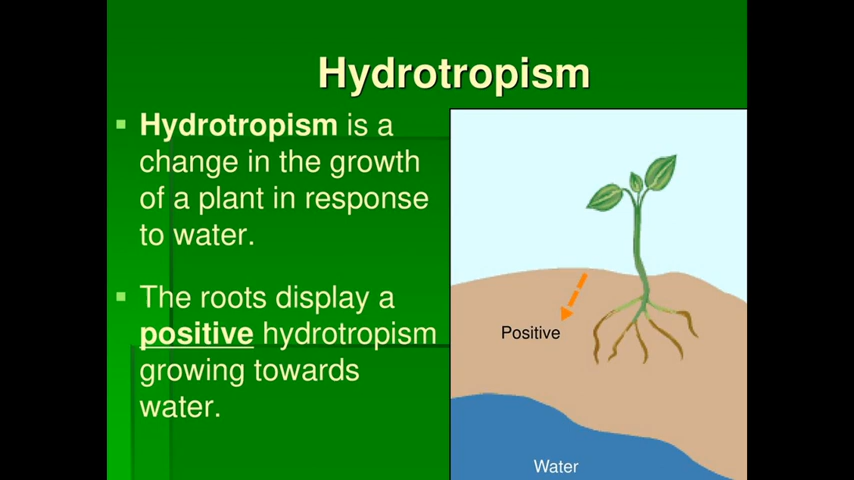 Hydrotropism
Hydrotropism is a
change in the growth
of a plant in response
to water.
The roots display a
positive hydrotropism
growing towards
water.
Positive
Water